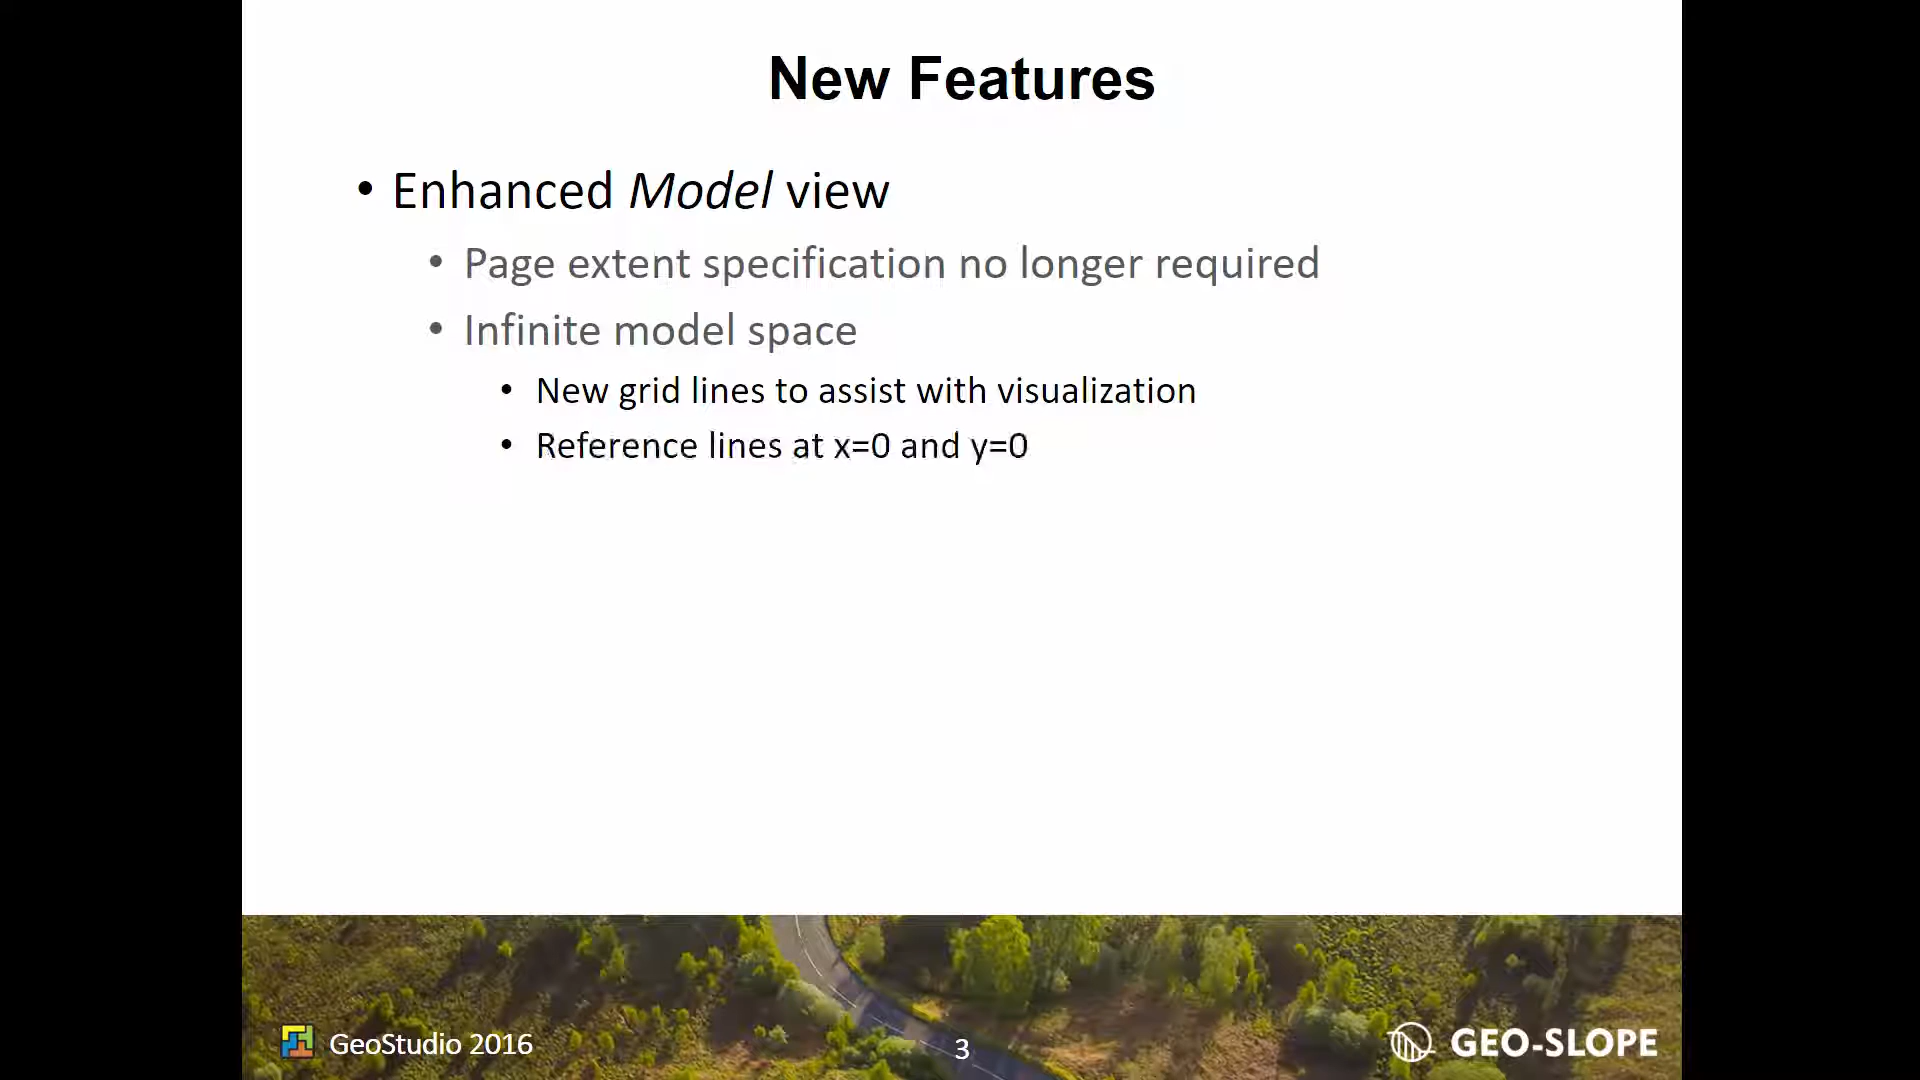 New Features
• Enhanced Model view
• Page extent specification no longer required
• Infinite model space
• New grid lines to assist with visualization
• Reference lines at x=0 and y=0
GeoStudio 2016
3
GEO-SLOPE